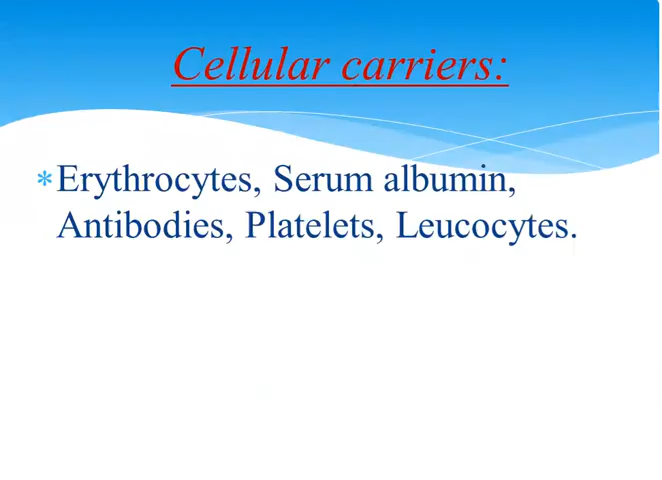 Cellular carriers:
*Erythrocytes, Serum albumin,
Antibodies, Platelets, Leucocytes.